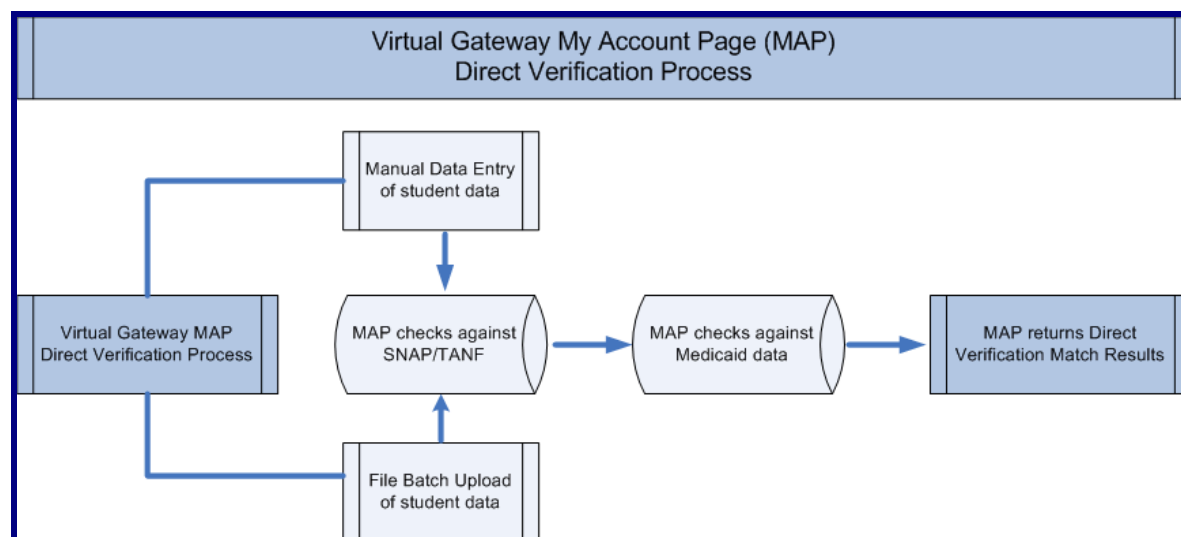 Virtual Gateway My Account Page (MAP)
Direct Verification Process
Manual Data Entry
of student data
Virtual Gateway MAP
Direct Verification Process
MAP checks against
SNAP/TANF
MAP checks against
Medicaid data
MAP returns Direct
Verification Match Results
File Batch Upload
of student data